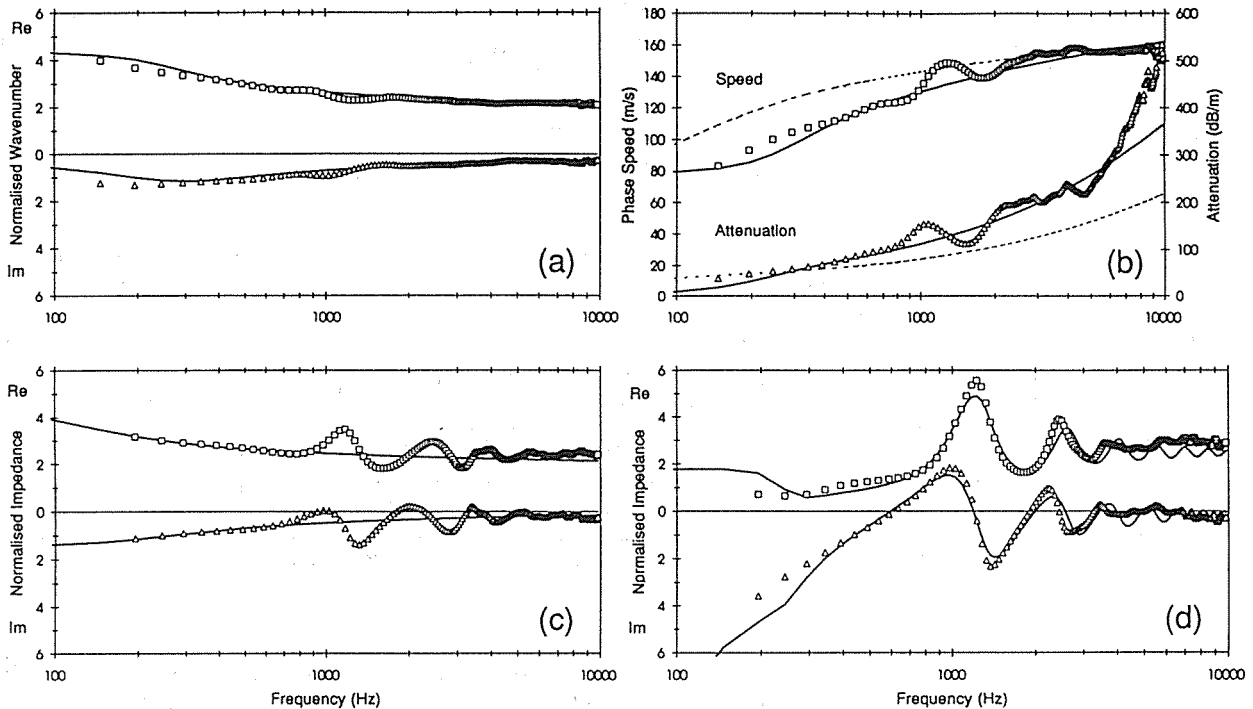 Re
6
4
2
0
2
4
6
Im
Normalised Wavenumber
100
1000
10000
(a)
180
160
140
120
100
80
60
40
20
0
Phase Speed (m/s)
Speed
Attenuation
600
500
400
300
200
100
0
Attenuation (dB/m)
100
1000
10000
(b)
6
Re
4
2
0
2
4
Im
6
Normalised Impedance
100
1000
10000
Frequency (Hz)
(c)
6
Re
4
2
0
2
4
Im
6
Normalised Impedance
100
1000
10000
Frequency (Hz)
(d)